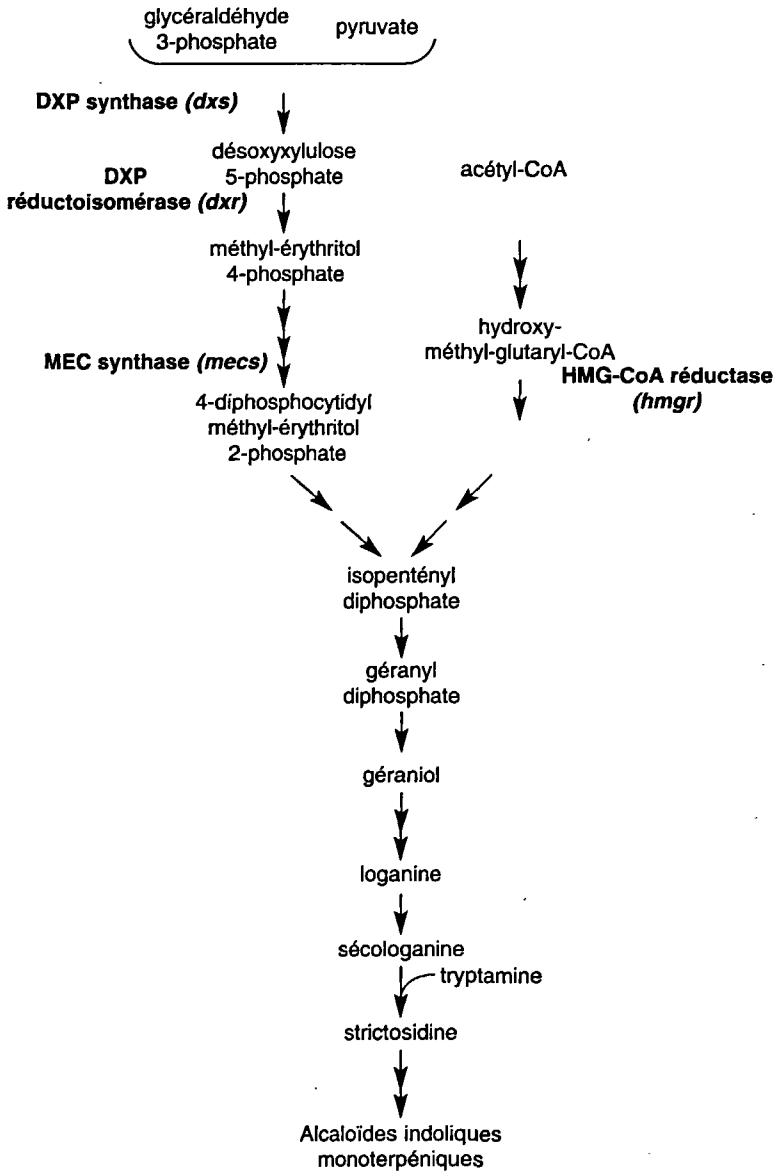 glycéraldéhyde
3-phosphate
pyruvate
DXP synthase (dxs)
désoxyxylulose
5-phosphate
acétyl-CoA
DXP
réductoisomérase (dxr)
méthyl-érythritol
4-phosphate
hydroxy-
méthyl-glutaryl-CoA
MEC synthase (mecs)
HMG-CoA réductase
(hmgr)
4-diphosphocytidyl
méthyl-érythritol
2-phosphate
isopentényl
diphosphate
géranyl
diphosphate
géraniol
loganine
sécologanine
tryptamine
strictosidine
Alcaloïdes indoliques
monoterpéniques